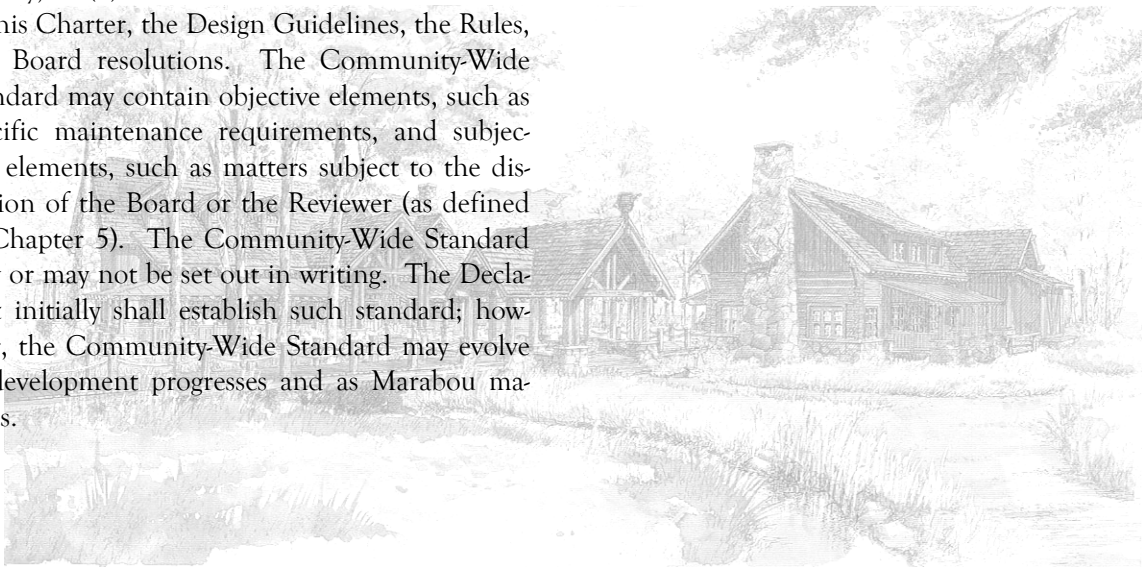 his Charter, the Design Guidelines, the Rules,
Board resolutions. The Community-Wide
ndard may contain objective elements, such as
cific maintenance requirements, and subjec-
elements, such as matters subject to the dis-
ion of the Board or the Reviewer (as defined
Chapter 5). The Community-Wide Standard
or may not be set out in writing. The Decla-
initially shall establish such standard; how-
, the Community-Wide Standard may evolve
development progresses and as Marabou ma-
s.